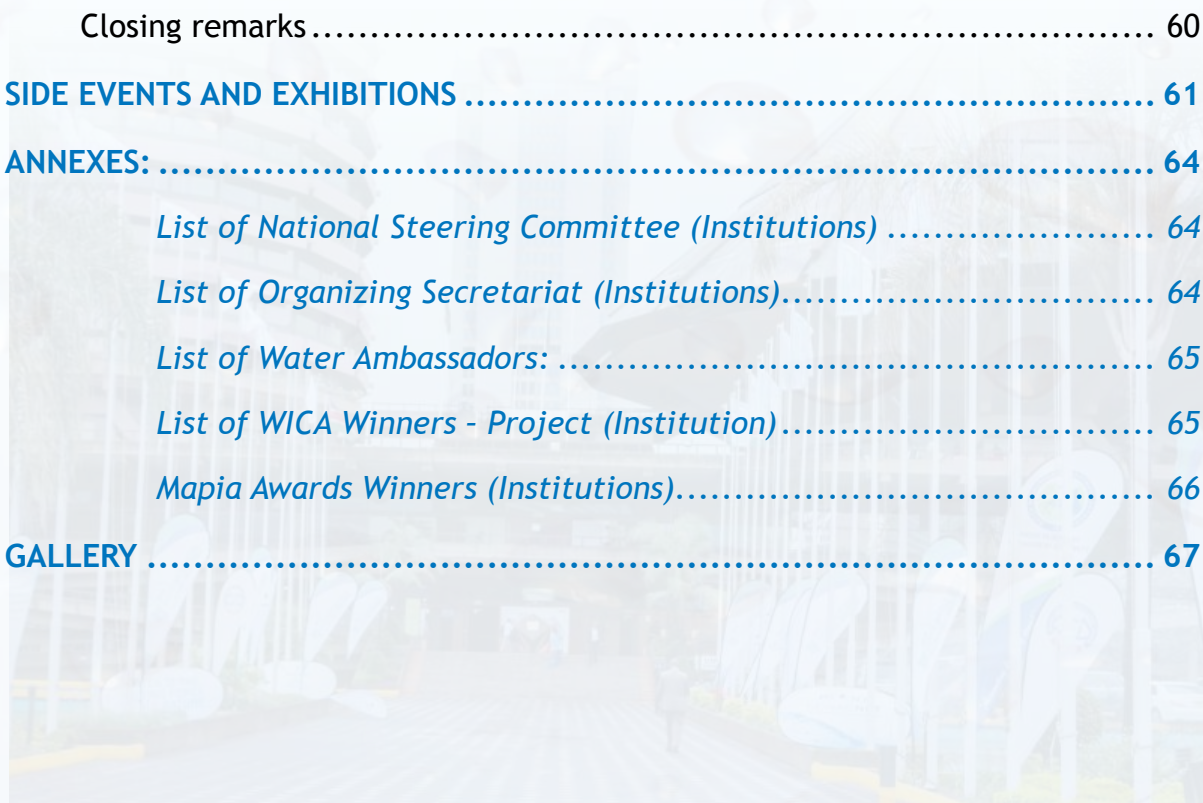 Closing remarks........................................................................ 60
SIDE EVENTS AND EXHIBITIONS ........................................................... 61
ANNEXES: ..................................................................................... 64
List of National Steering Committee (Institutions) ....................... 64
List of Organizing Secretariat (Institutions)................................ 64
List of Water Ambassadors: ................................................... 65
List of WICA Winners – Project (Institution)................................ 65
Mapia Awards Winners (Institutions)......................................... 66
GALLERY ...................................................................................... 67